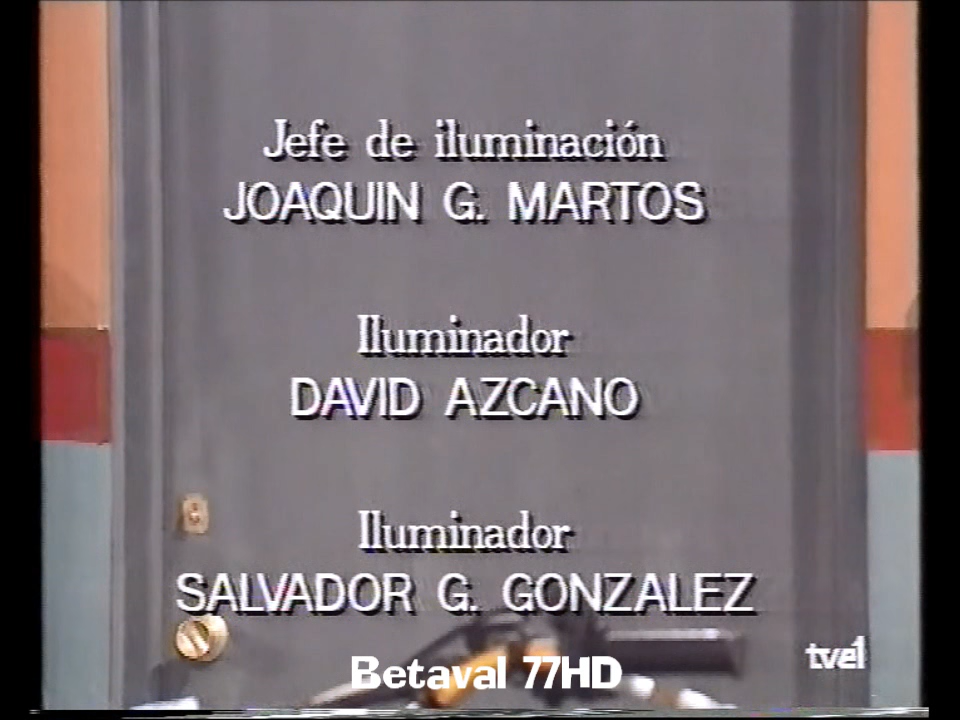 Jefe de iluminación
JOAQUIN G. MARTOS
Iluminador
DAVID AZCANO
Iluminador
SALVADOR G. GONZALEZ
tve1
Betaval 77HD